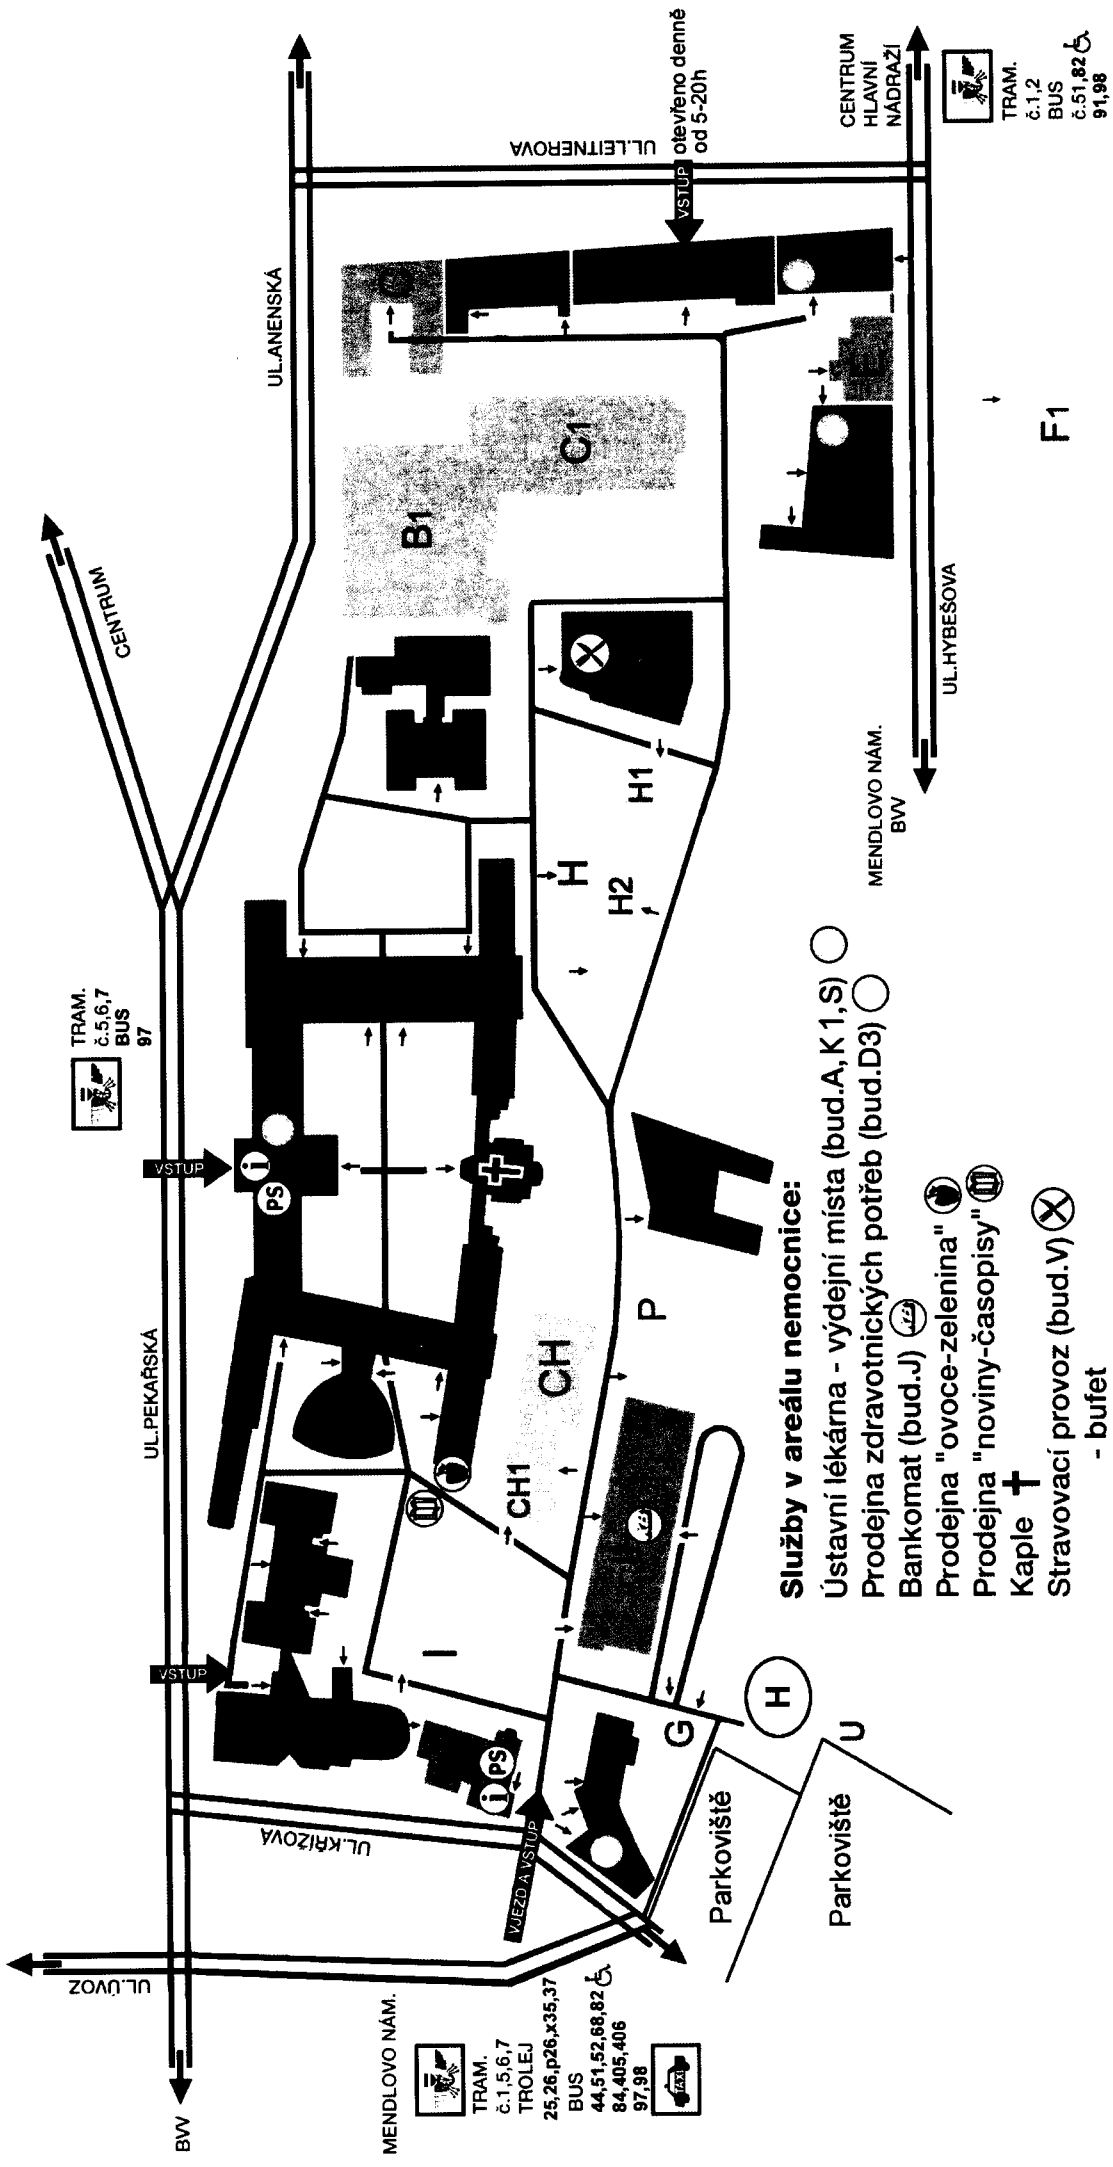 BVV
UL.ÚVOZ
UL.KŘÍŽOVÁ
UL.PEKAŘSKÁ
CENTRUM
UL.ANENSKÁ
UL.LEITNEROVA
MENDLOVO NÁM.
TRAM.
č.1,5,6,7
TROLEJ
25,26,p26,x35,37
BUS
44,51,52,68,82
84,405,406
97,98
TAXI
VSTUP
VSTUP
TRAM.
č.5,6,7
BUS
97
VJEZD A VSTUP
i
PS
PS
i
B1
C1
E
F1
I
CH1
CH
P
H
H2
H1
G
H
U
Parkoviště
Parkoviště
VSTUP
otevřeno denně
od 5-20h
CENTRUM
HLAVNÍ
NÁDRAŽÍ
TRAM.
č.1,2
BUS
č.51,82
91,98
UL.HYBEŠOVA
MENDLOVO NÁM.
BVV
Služby v areálu nemocnice:
Ústavní lékárna - výdejní místa (bud.A,K1,S)
Prodejna zdravotnických potřeb (bud.D3)
Bankomat (bud.J)
Prodejna "ovoce-zelenina"
Prodejna "noviny-časopisy"
Kaple
Stravovací provoz (bud.V)
- bufet